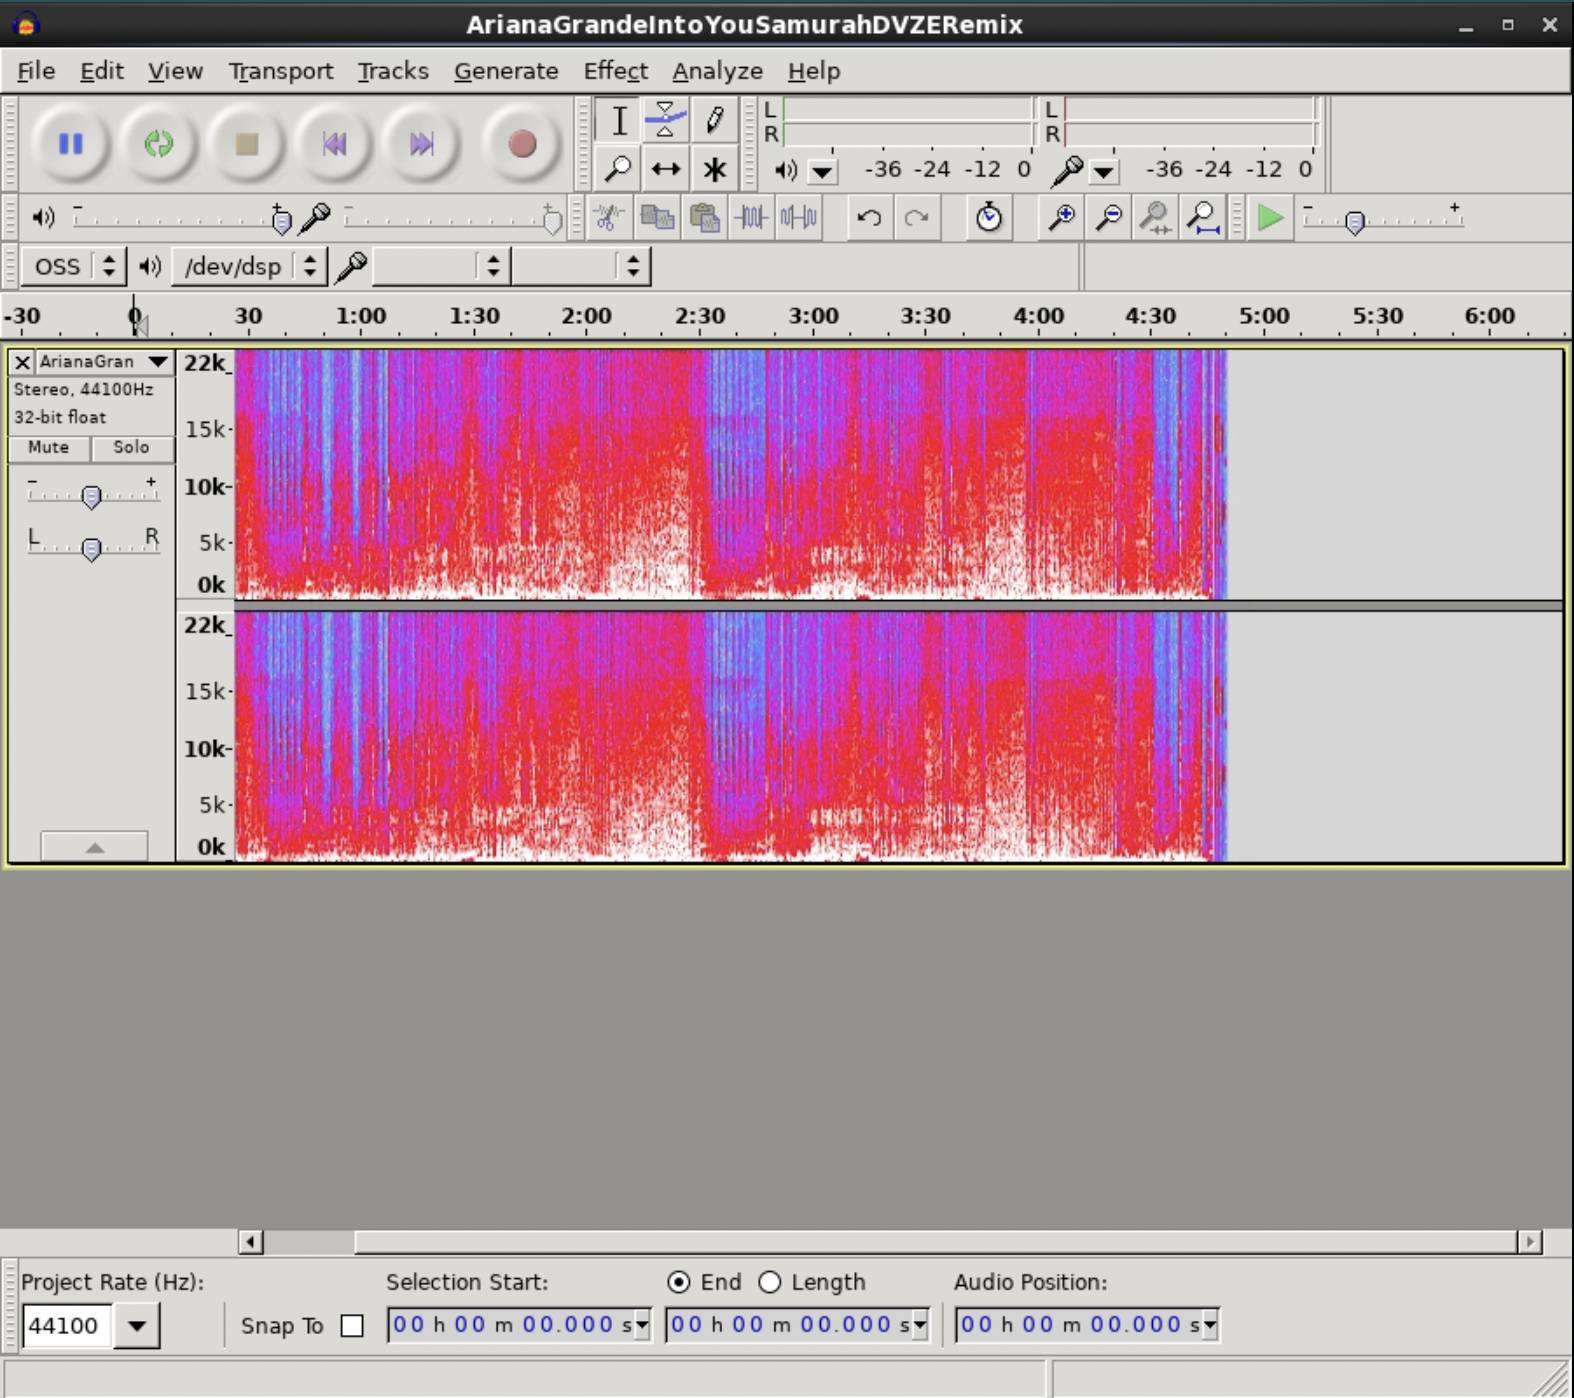 ArianaGrandeIntoYouSamurahDVZERemix
File Edit View Transport Tracks Generate Effect Analyze Help
L
R
-36 -24 -12 0
L
R
-36 -24 -12 0
- +
- +
- +
OSS
/dev/dsp
-30 0 30 1:00 1:30 2:00 2:30 3:00 3:30 4:00 4:30 5:00 5:30 6:00
ArianaGran
Stereo, 44100Hz
32-bit float
Mute Solo
- +
L R
22k
15k
10k
5k
0k
22k
15k
10k
5k
0k
Project Rate (Hz):
44100
Snap To
Selection Start:
End Length
Audio Position:
00 h 00 m 00.000 s
00 h 00 m 00.000 s
00 h 00 m 00.000 s